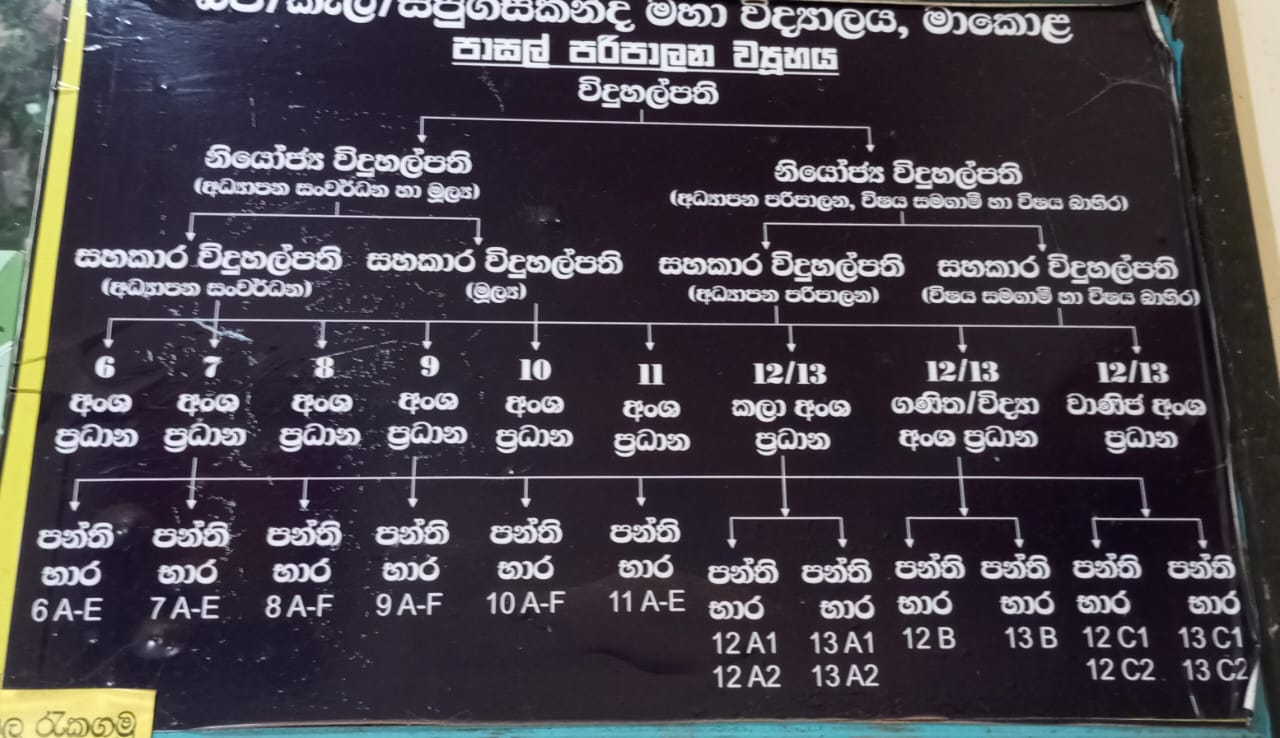 බප/කැල/සපුගස්කන්ද මහා විද්‍යාලය, මාකොළ
පාසල් පරිපාලන ව්‍යූහය
විදුහල්පති
නියෝජ්‍ය විදුහල්පති නියෝජ්‍ය විදුහල්පති
(අධ්‍යාපන සංවර්ධන හා මූල්‍ය) (අධ්‍යාපන පරිපාලන, විෂය සමගාමී හා විෂය බාහිර)
සහකාර විදුහල්පති සහකාර විදුහල්පති සහකාර විදුහල්පති සහකාර විදුහල්පති
(අධ්‍යාපන සංවර්ධන) (මූල්‍ය) (අධ්‍යාපන පරිපාලන) (විෂය සමගාමී හා විෂය බාහිර)
6 7 8 9 10 11 12/13 12/13 12/13
අංශ අංශ අංශ අංශ අංශ අංශ කලා අංශ ගණිත/විද්‍යා වාණිජ අංශ
ප්‍රධාන ප්‍රධාන ප්‍රධාන ප්‍රධාන ප්‍රධාන ප්‍රධාන ප්‍රධාන අංශ ප්‍රධාන ප්‍රධාන
පන්ති පන්ති පන්ති පන්ති පන්ති පන්ති පන්ති පන්ති පන්ති පන්ති පන්ති පන්ති
භාර භාර භාර භාර භාර භාර භාර භාර භාර භාර භාර භාර
6 A-E 7 A-E 8 A-F 9 A-F 10 A-F 11 A-E 12 A1 13 A1 12 B 13 B 12 C1 13 C1
12 A2 13 A2 12 C2 13 C2
රැකගමු